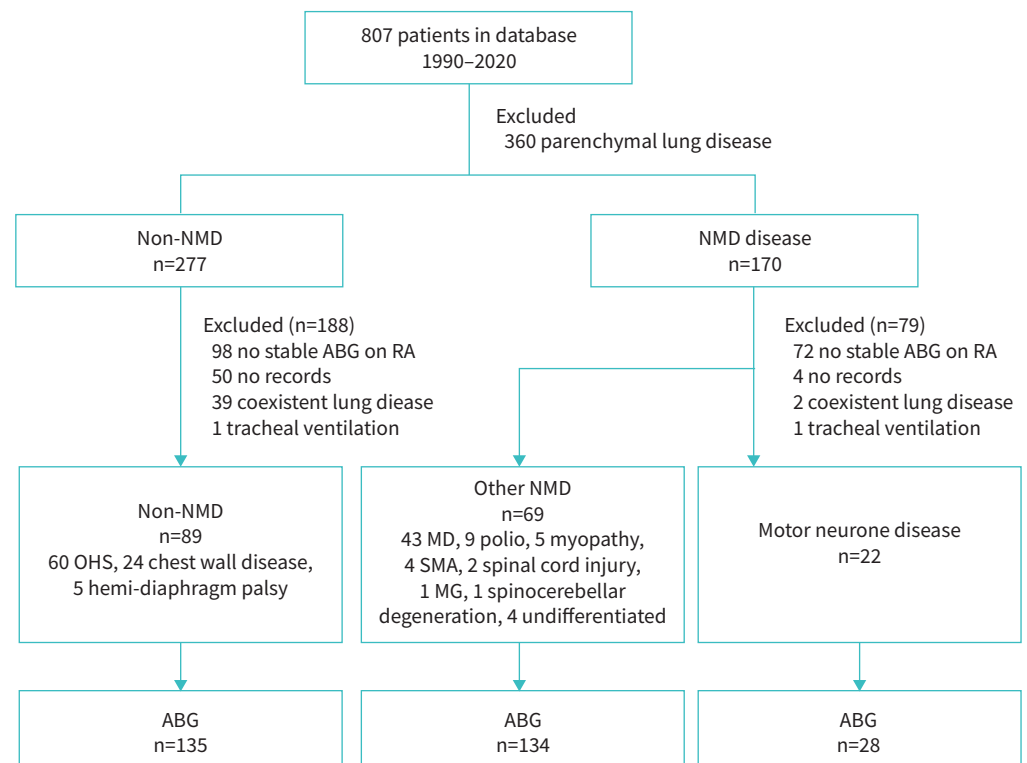 807 patients in database
1990–2020
Excluded
360 parenchymal lung disease
Non-NMD
n=277
NMD disease
n=170
Excluded (n=188)
98 no stable ABG on RA
50 no records
39 coexistent lung diease
1 tracheal ventilation
Excluded (n=79)
72 no stable ABG on RA
4 no records
2 coexistent lung disease
1 tracheal ventilation
Non-NMD
n=89
60 OHS, 24 chest wall disease,
5 hemi-diaphragm palsy
Other NMD
n=69
43 MD, 9 polio, 5 myopathy,
4 SMA, 2 spinal cord injury,
1 MG, 1 spinocerebellar
degeneration, 4 undifferentiated
Motor neurone disease
n=22
ABG
n=135
ABG
n=134
ABG
n=28